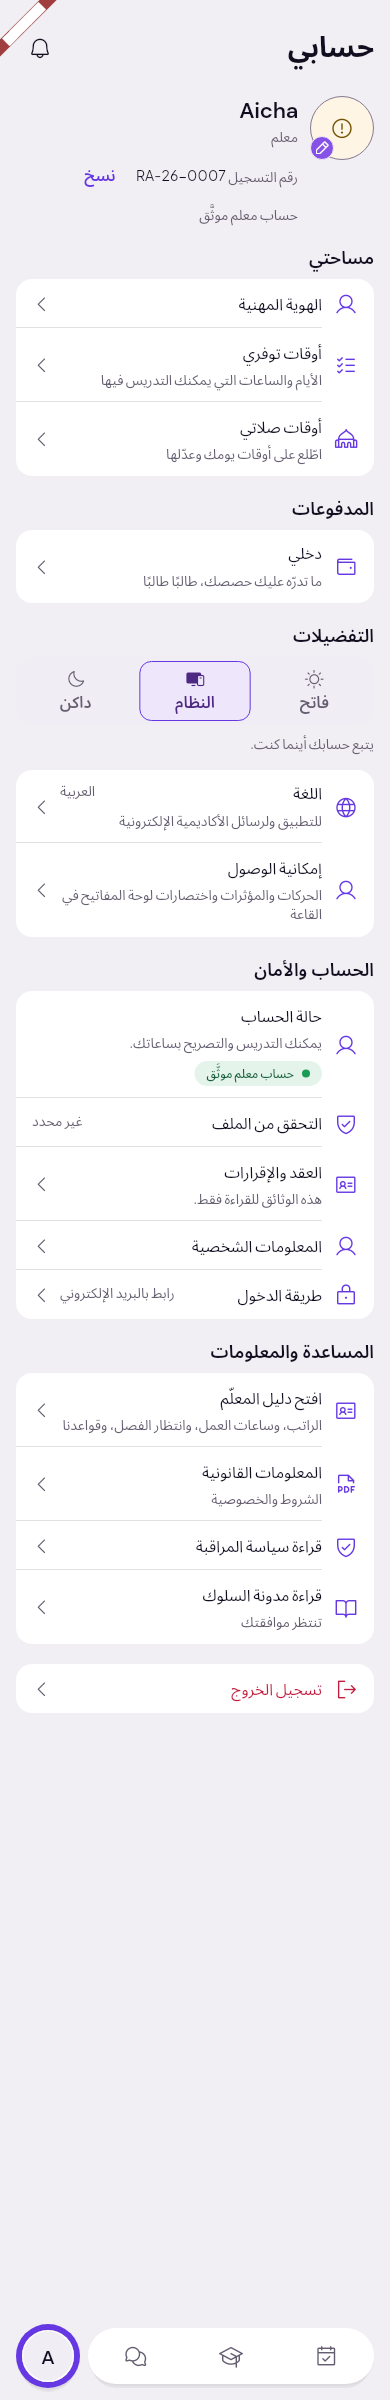 حسابي
Aicha
معلم
رقم التسجيل RA-26-0007 نسخ
حساب معلم موثَّق
مساحتي
الهوية المهنية
أوقات توفري
الأيام والساعات التي يمكنك التدريس فيها
أوقات صلاتي
اطّلع على أوقات يومك وعدّلها
المدفوعات
دخلي
ما تدرّه عليك حصصك، طالبًا طالبًا
التفضيلات
فاتح النظام داكن
يتبع حسابك أينما كنت.
اللغة العربية
للتطبيق ولرسائل الأكاديمية الإلكترونية
إمكانية الوصول
الحركات والمؤثرات واختصارات لوحة المفاتيح في
القاعة
الحساب والأمان
حالة الحساب
يمكنك التدريس والتصريح بساعاتك.
حساب معلم موثَّق
التحقق من الملف غير محدد
العقد والإقرارات
هذه الوثائق للقراءة فقط.
المعلومات الشخصية
طريقة الدخول رابط بالبريد الإلكتروني
المساعدة والمعلومات
افتح دليل المعلّم
الراتب، وساعات العمل، وانتظار الفصل، وقواعدنا
المعلومات القانونية
الشروط والخصوصية
PDF
قراءة سياسة المراقبة
قراءة مدونة السلوك
تنتظر موافقتك
تسجيل الخروج
A